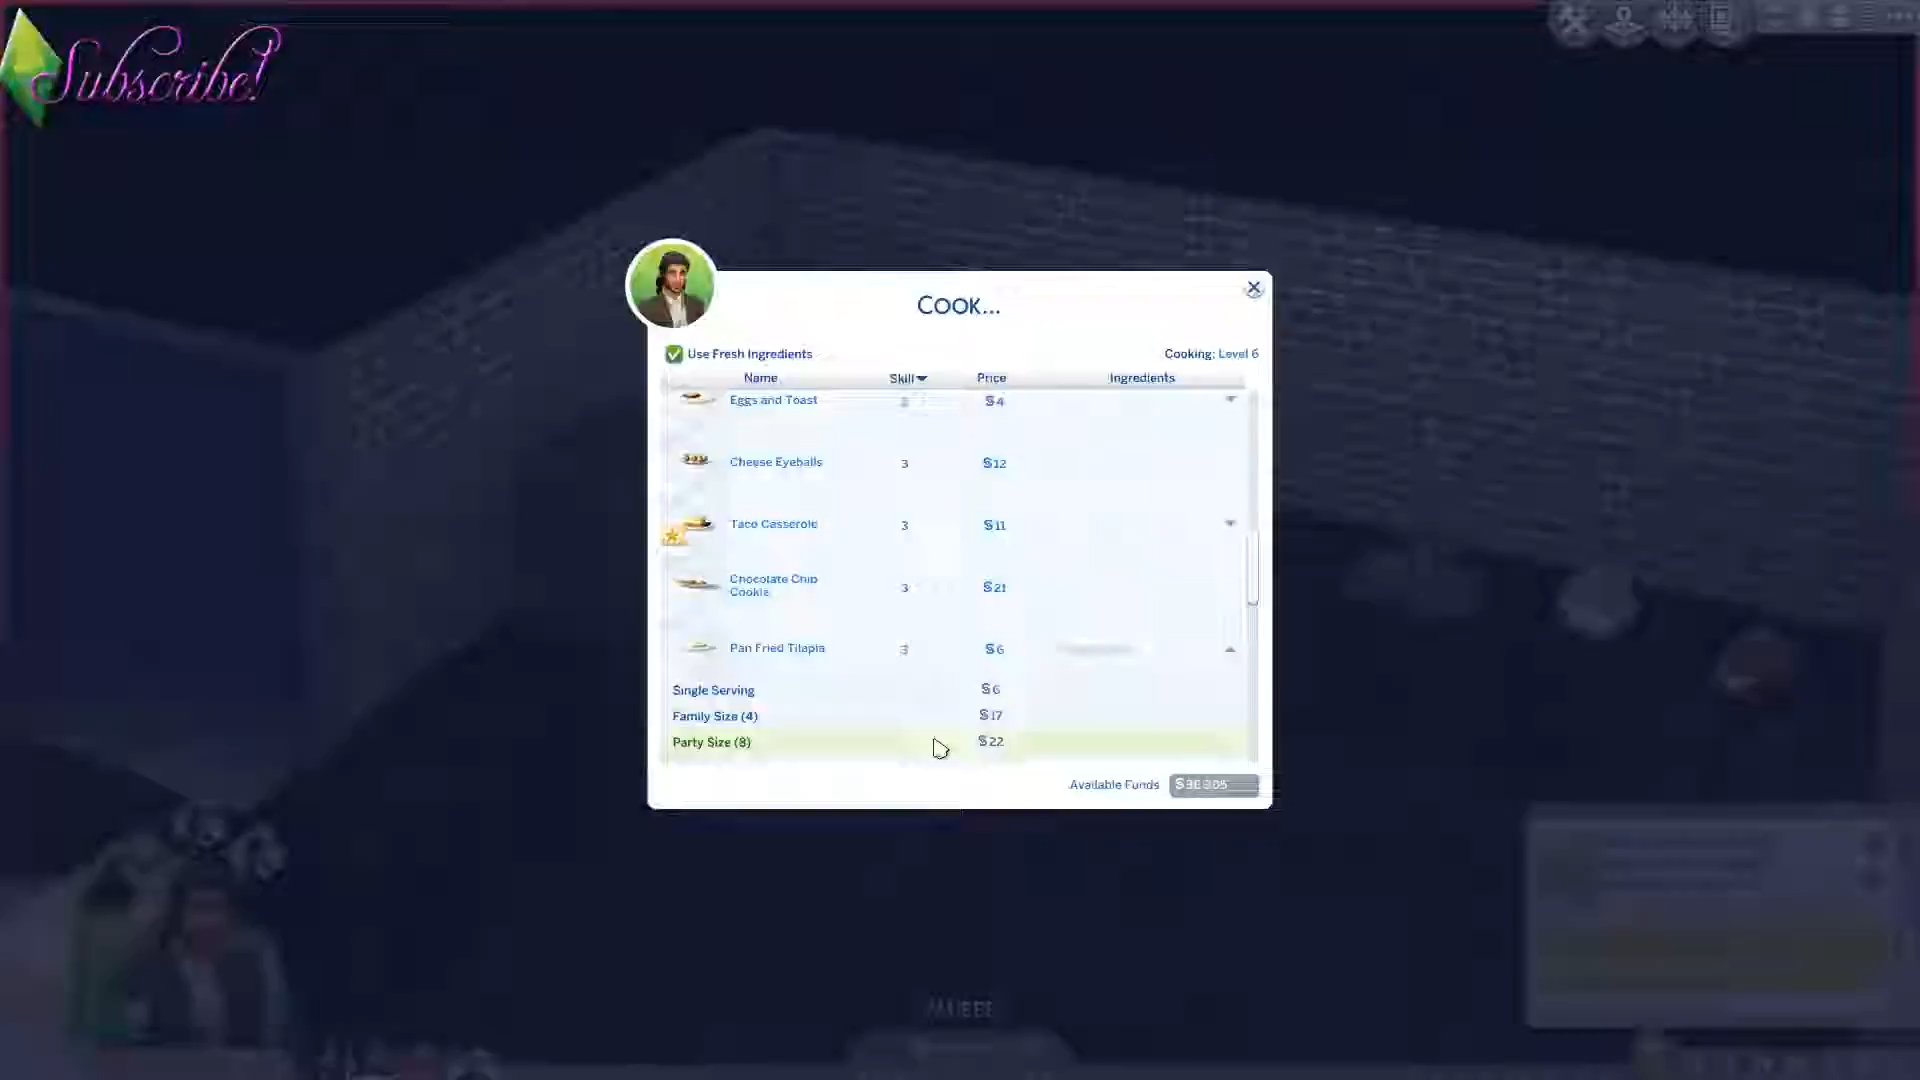 Subscribe!
COOK...
Use Fresh Ingredients
Cooking: Level 6
Name Skill Price Ingredients
Eggs and Toast §4
Cheese Eyeballs 3 §12
Taco Casserole 3 §11
Chocolate Chip
Cookie 3 §21
Pan Fried Tilapia 3 §6
Single Serving §6
Family Size (4) §17
Party Size (8) §22
Available Funds